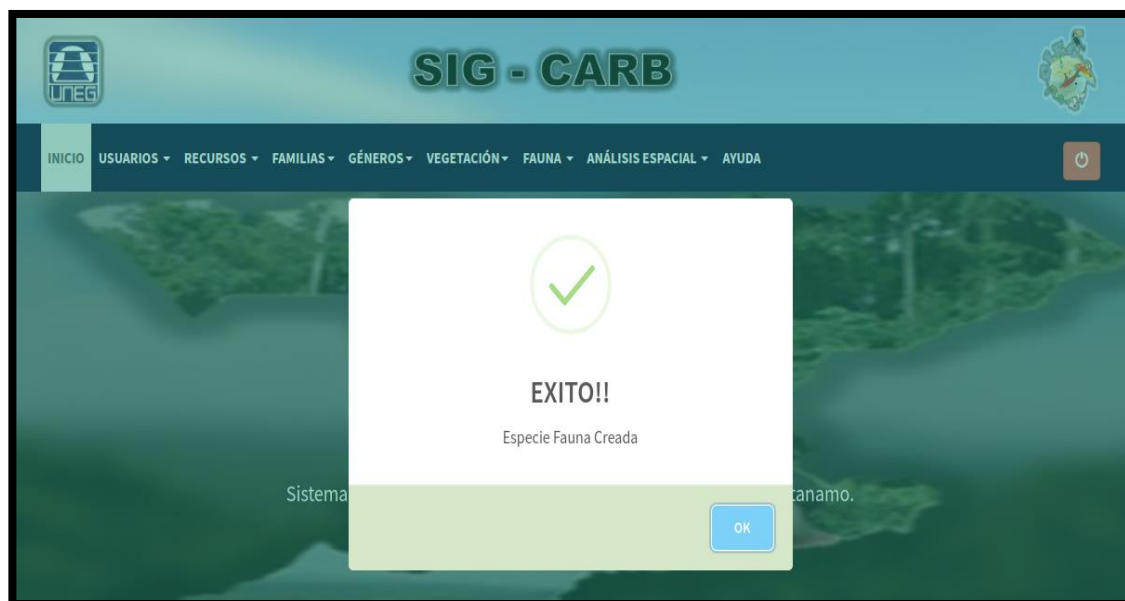 UNEG
SIG - CARB
INICIO USUARIOS RECURSOS FAMILIAS GÉNEROS VEGETACIÓN FAUNA ANÁLISIS ESPACIAL AYUDA
EXITO!!
Especie Fauna Creada
Sistema tanamo.
OK